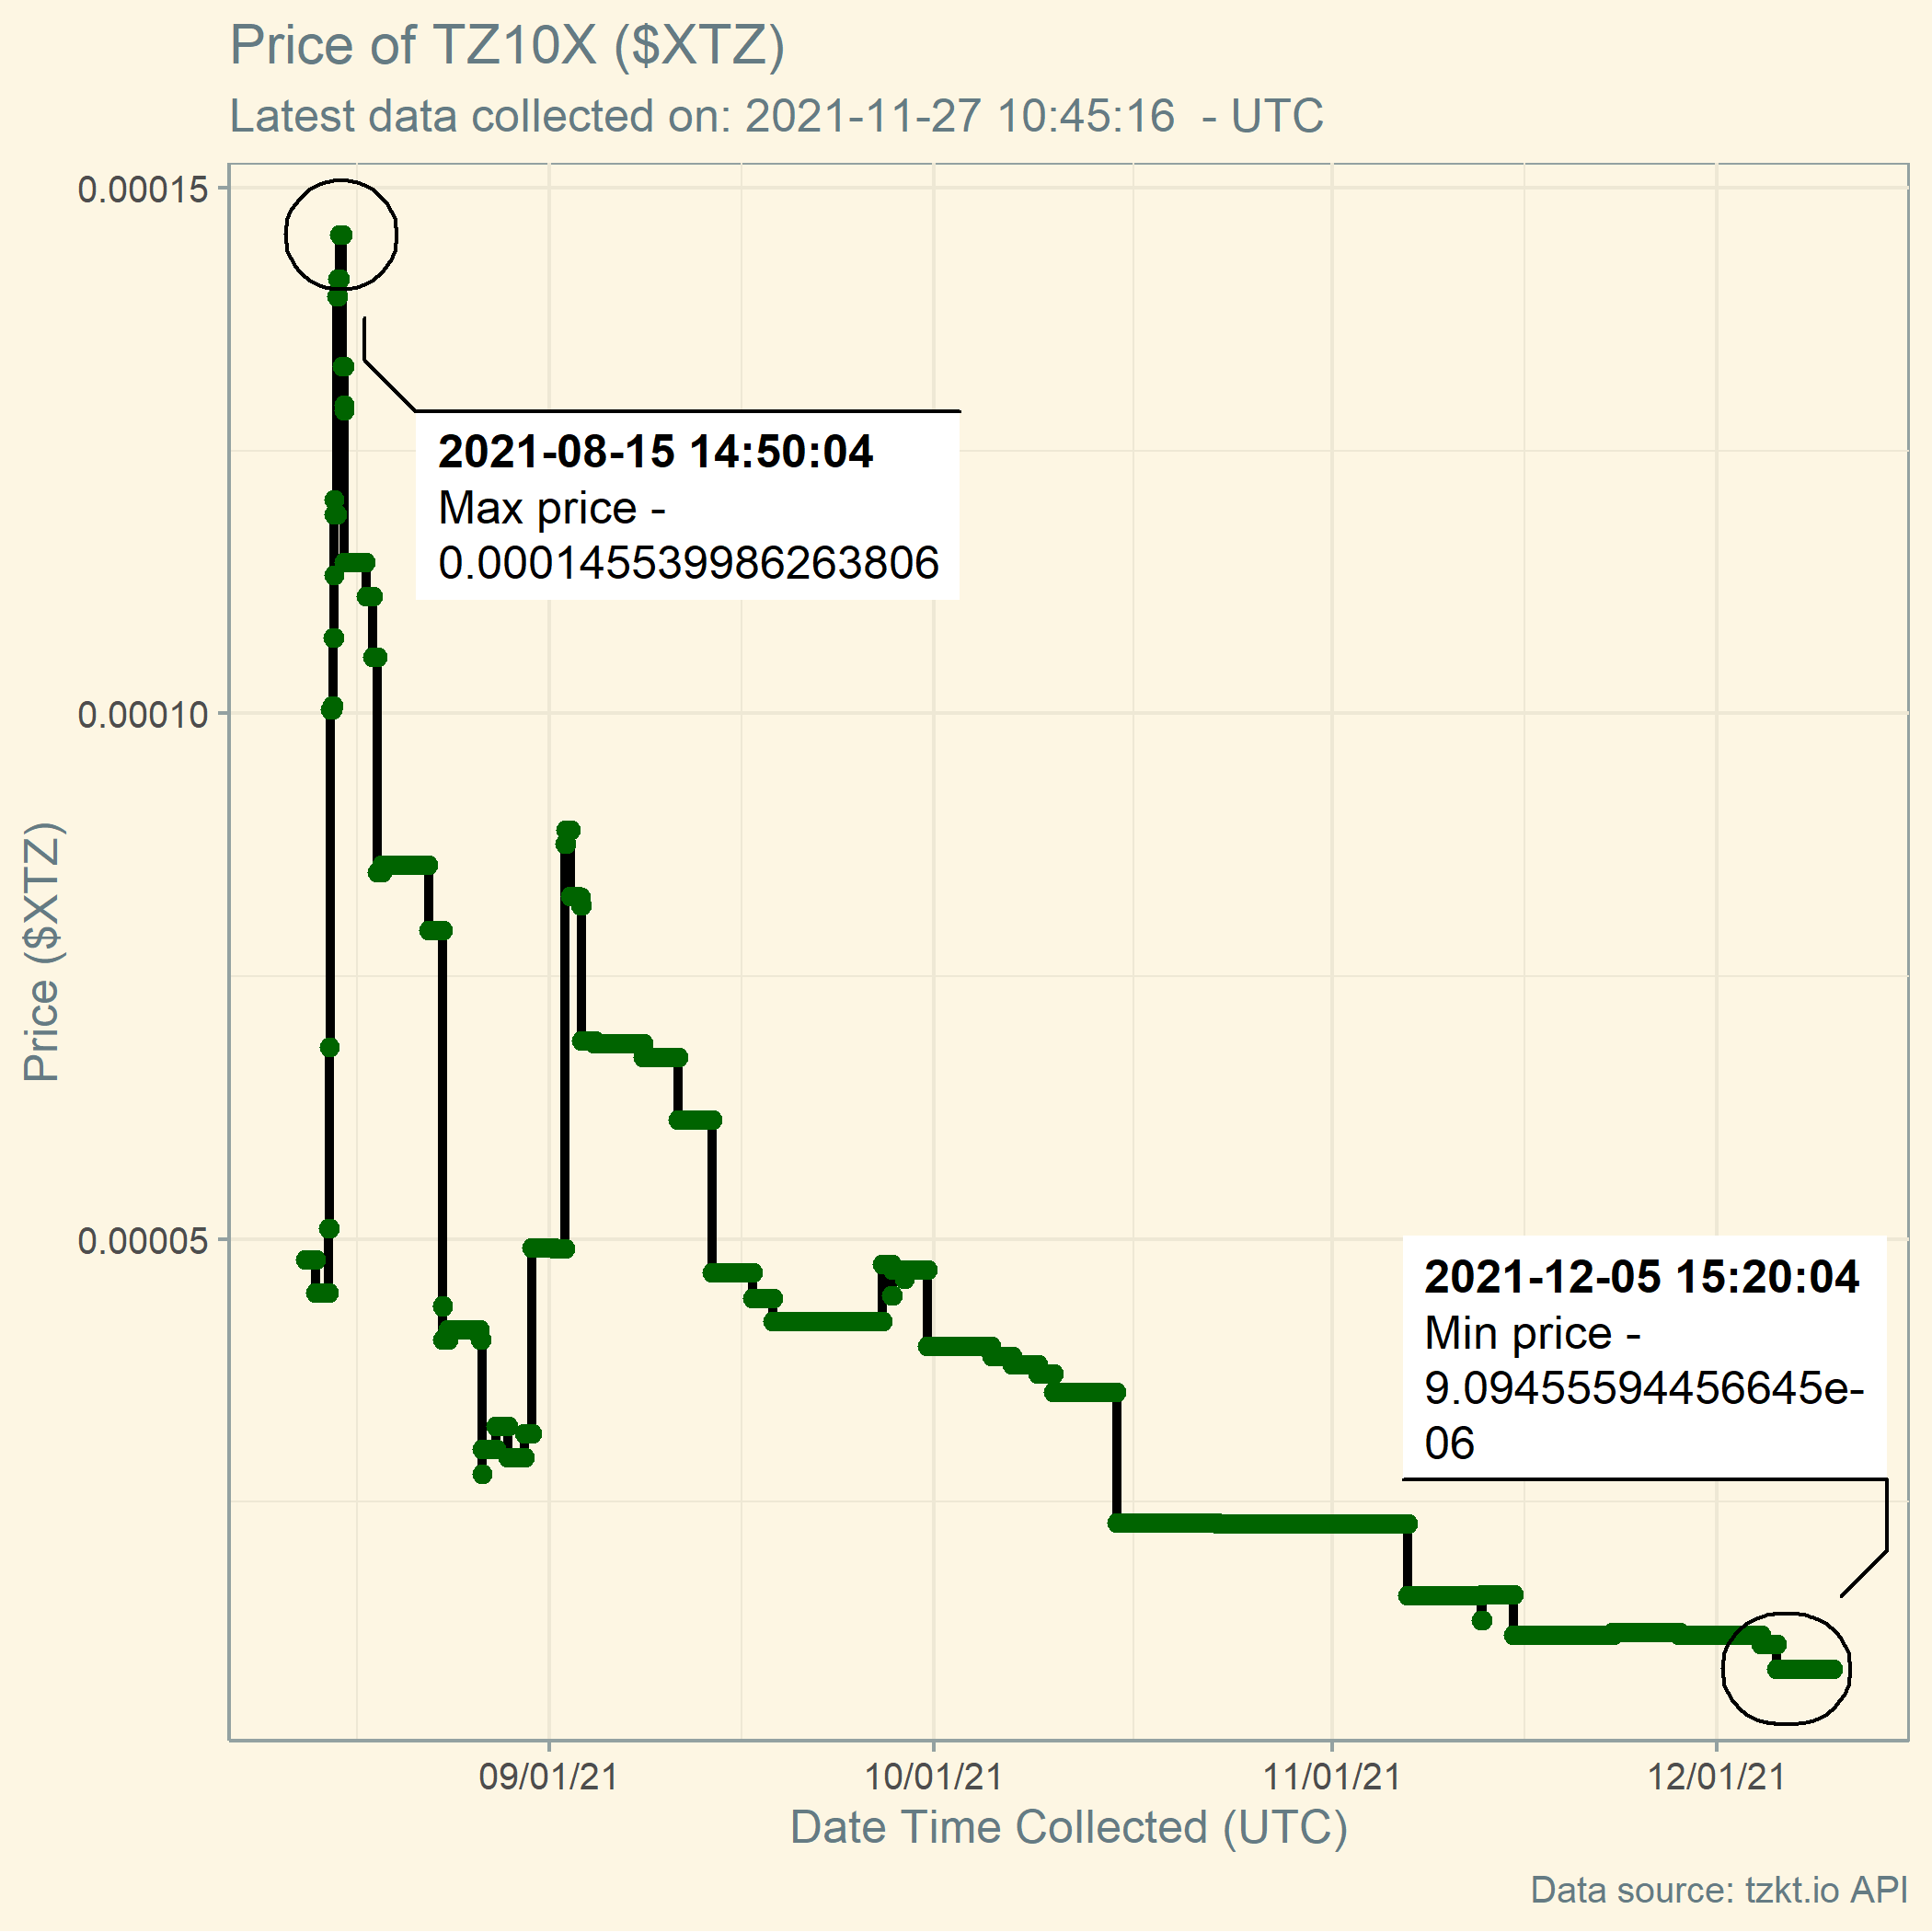 Price of TZ10X ($XTZ)
Latest data collected on: 2021-11-27 10:45:16  - UTC
0.00015
0.00010
0.00005
Price ($XTZ)
2021-08-15 14:50:04
Max price -
0.000145539986263806
2021-12-05 15:20:04
Min price -
9.09455594456645e-
06
09/01/21
10/01/21
11/01/21
12/01/21
Date Time Collected (UTC)
Data source: tzkt.io API